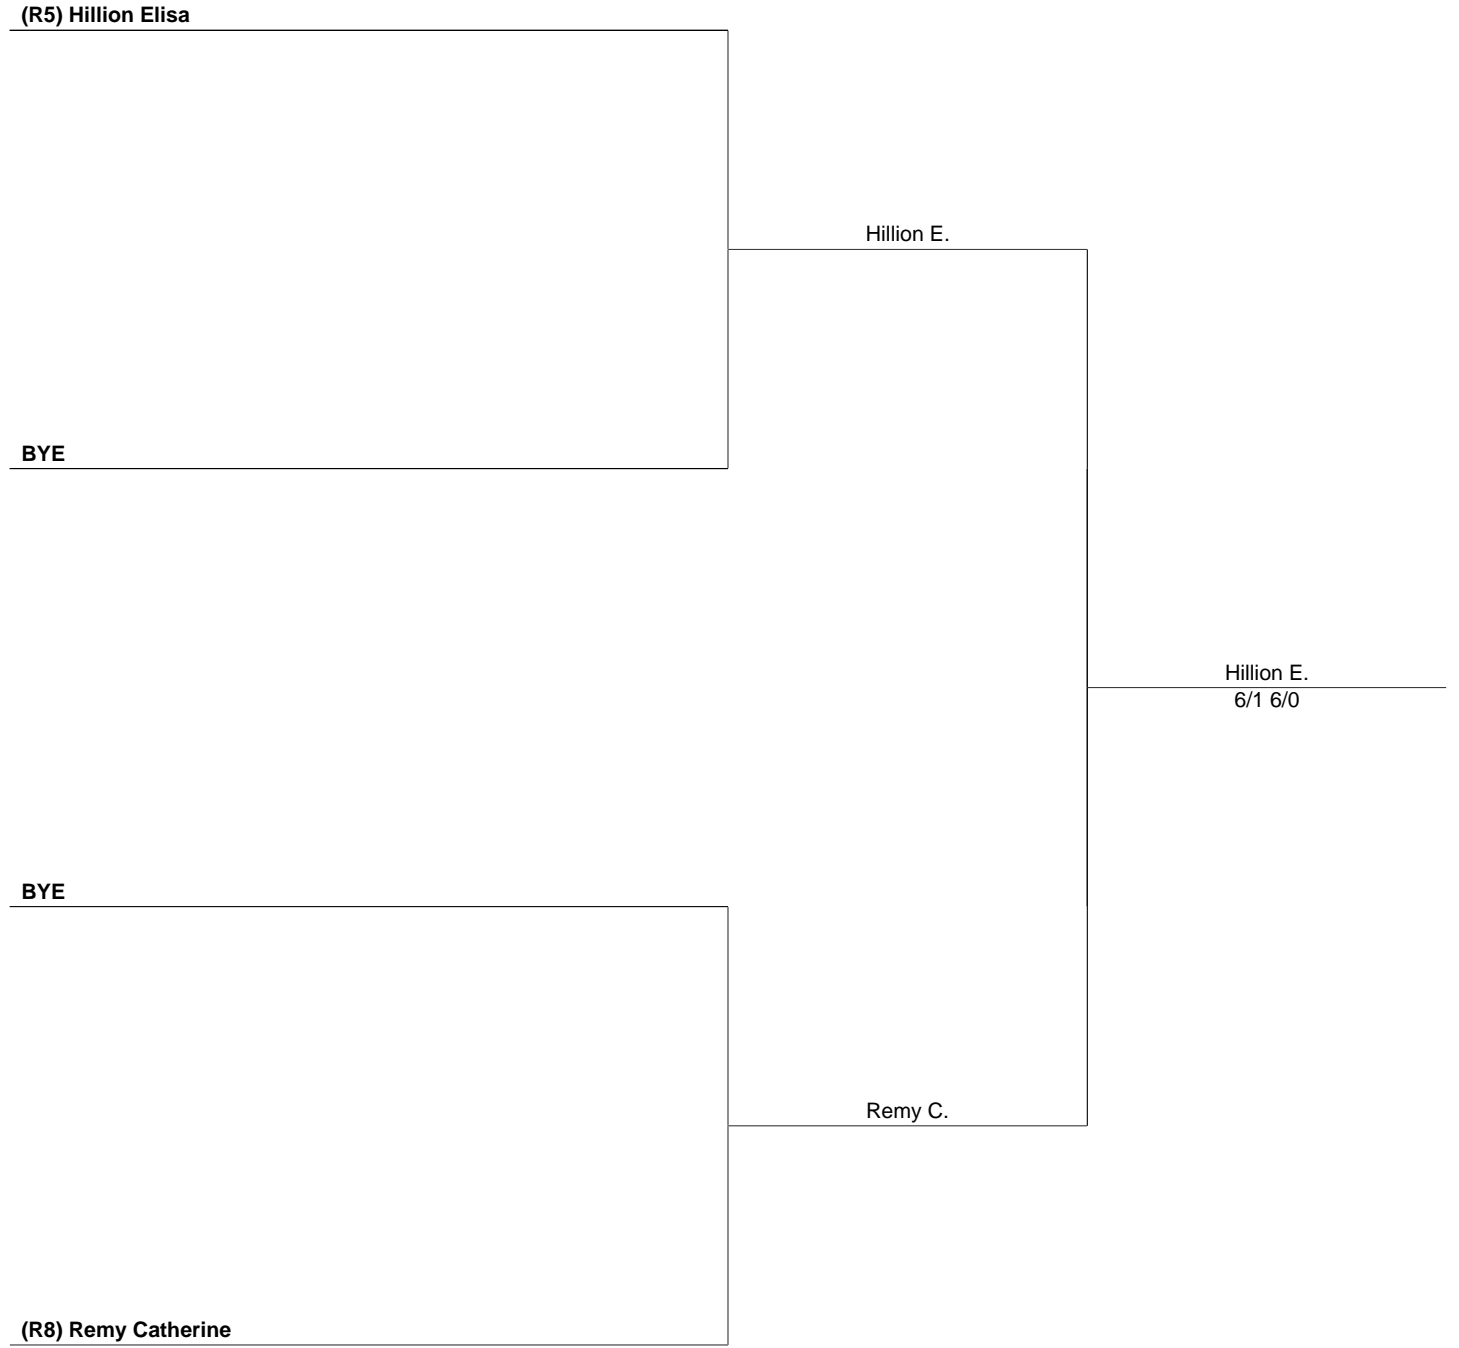 (R5) Hillion Elisa
Hillion E.
BYE
Hillion E.
6/1 6/0
BYE
Remy C.
(R8) Remy Catherine